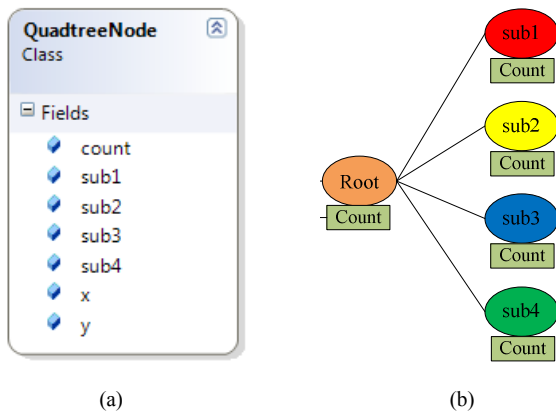 QuadtreeNode
Class
Fields
count
sub1
sub2
sub3
sub4
x
y
(a)
sub1
Count
sub2
Count
Root
Count
sub3
Count
sub4
Count
(b)